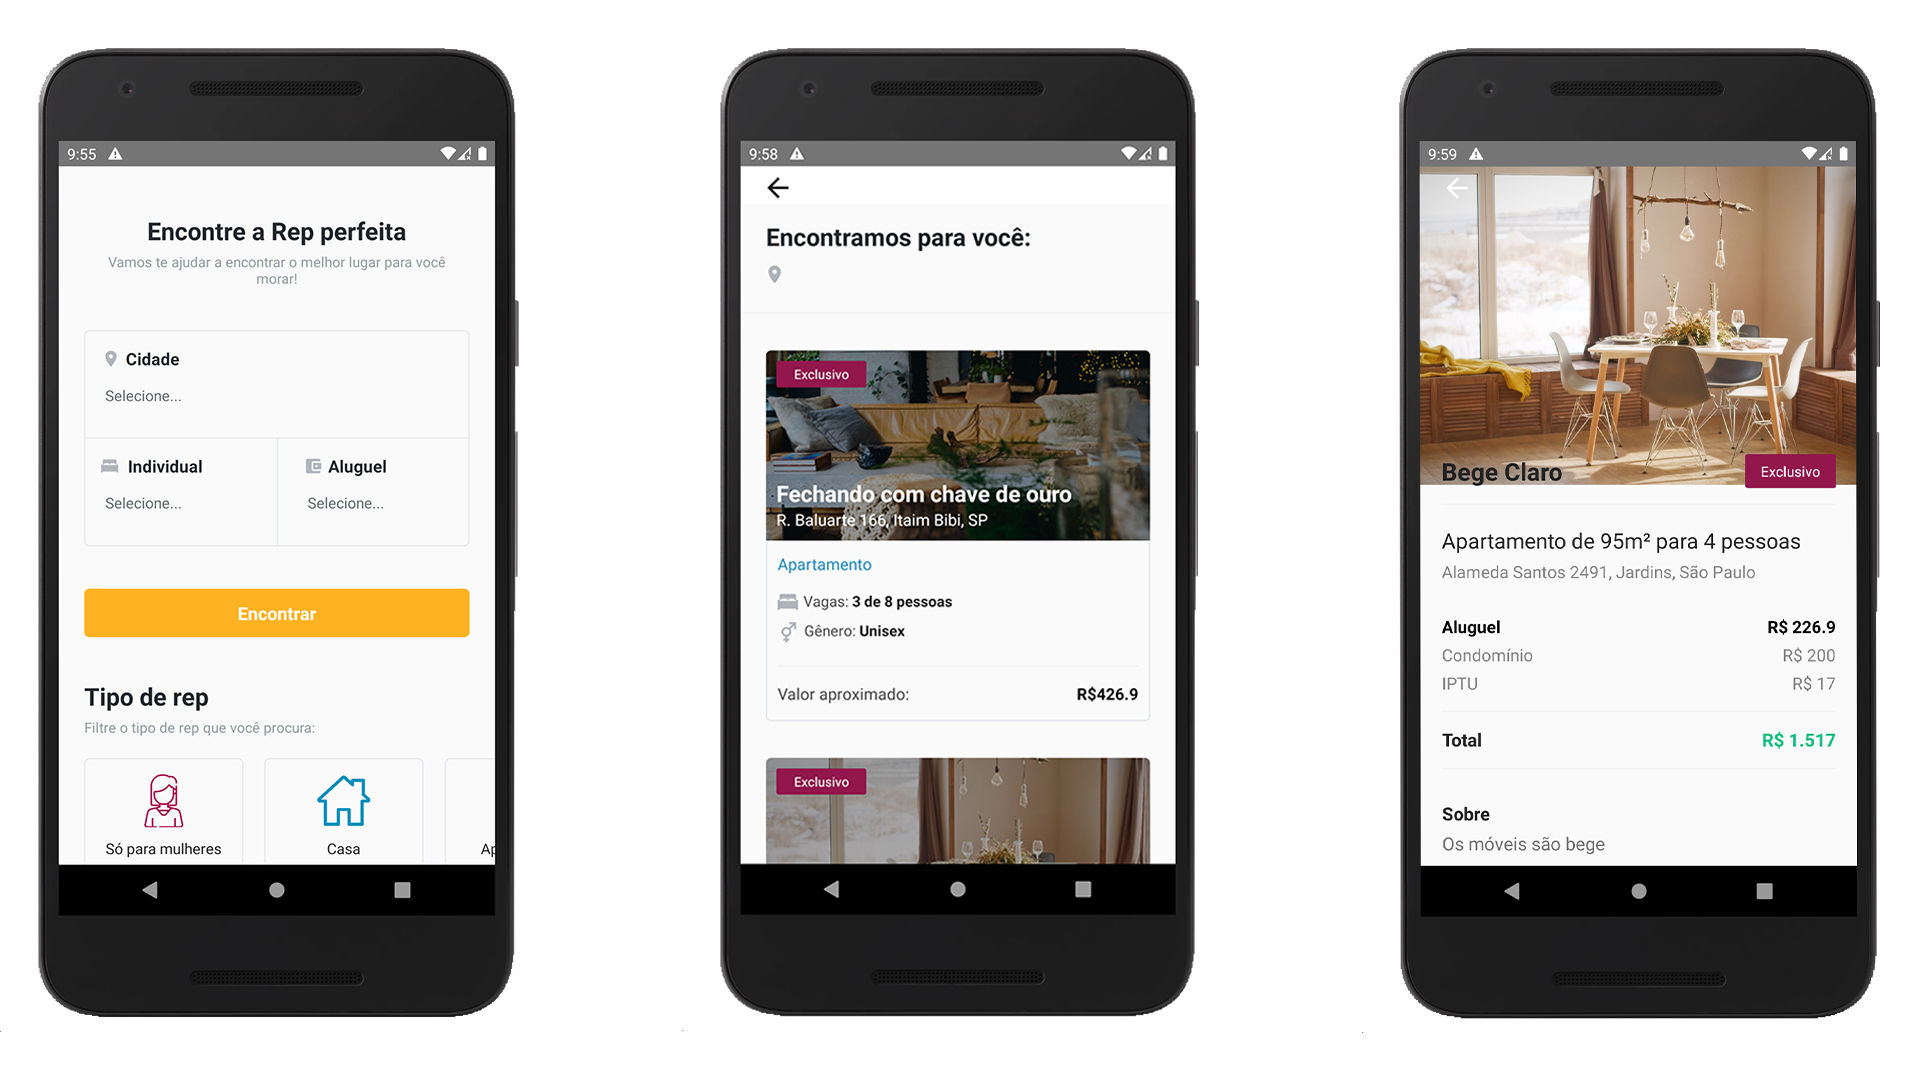 9:55
Encontre a Rep perfeita
Vamos te ajudar a encontrar o melhor lugar para você
morar!
Cidade
Selecione...
Individual
Selecione...
Aluguel
Selecione...
Encontrar
Tipo de rep
Filtre o tipo de rep que você procura:
Só para mulheres
Casa
Ap
9:58
Encontramos para você:
Exclusivo
Fechando com chave de ouro
R. Baluarte 166, Itaim Bibi, SP
Apartamento
Vagas: 3 de 8 pessoas
Gênero: Unisex
Valor aproximado: R$426.9
Exclusivo
9:59
Bege Claro
Exclusivo
Apartamento de 95m² para 4 pessoas
Alameda Santos 2491, Jardins, São Paulo
Aluguel R$ 226.9
Condomínio R$ 200
IPTU R$ 17
Total R$ 1.517
Sobre
Os móveis são bege